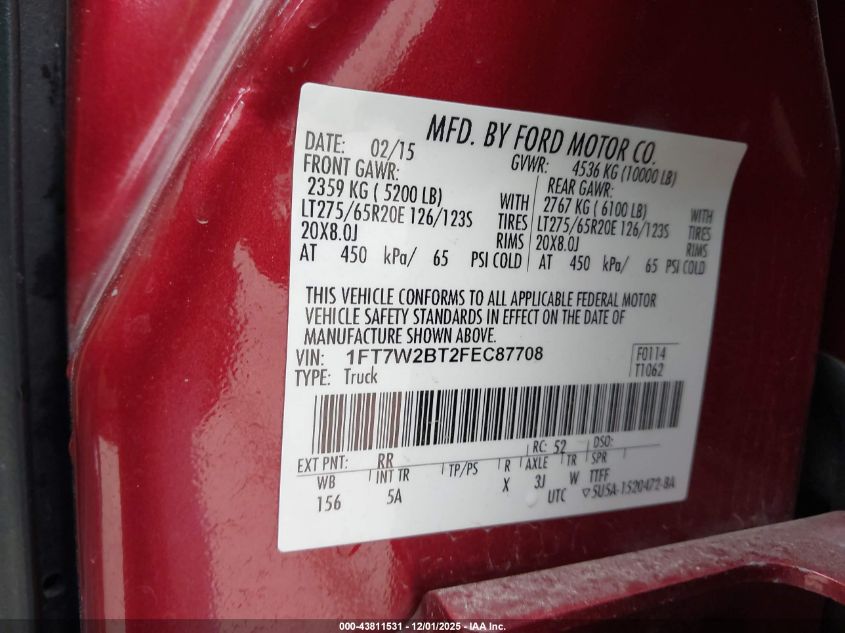 MFD. BY FORD MOTOR CO.
DATE: 02/15 GVWR: 4536 KG (10000 LB)
FRONT GAWR: REAR GAWR:
2359 KG ( 5200 LB) WITH 2767 KG ( 6100 LB) WITH
LT275/65R20E 126/123S TIRES LT275/65R20E 126/123S TIRES
20X8.0J RIMS 20X8.0J RIMS
AT 450 kPa/ 65 PSI COLD AT 450 kPa/ 65 PSI COLD
THIS VEHICLE CONFORMS TO ALL APPLICABLE FEDERAL MOTOR
VEHICLE SAFETY STANDARDS IN EFFECT ON THE DATE OF
MANUFACTURE SHOWN ABOVE.
VIN: 1FT7W2BT2FEC87708 F0114
TYPE: Truck T1062
EXT PNT: RR RC: 52 DSO:
WB INT TR TP/PS R AXLE TR SPR
156 5A X 3J W TTFF
UTC ▽5U5A-1520472-BA
000-43811531 - 12/01/2025 - IAA Inc.